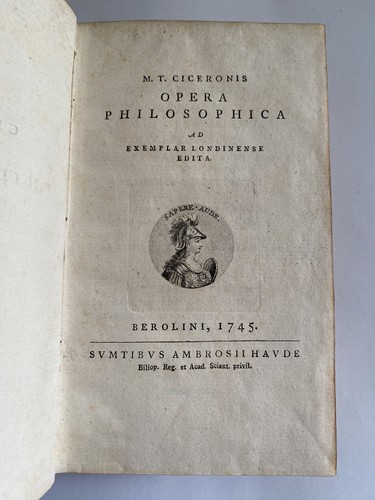 M. T. CICERONIS
OPERA
PHILOSOPHICA
AD
EXEMPLAR LONDINENSE
EDITA.
SAPERE·AUDE.
BEROLINI, 1745.
SVMTIBVS AMBROSII HAVDE
Bibliop. Reg. et Acad. Scient. privil.